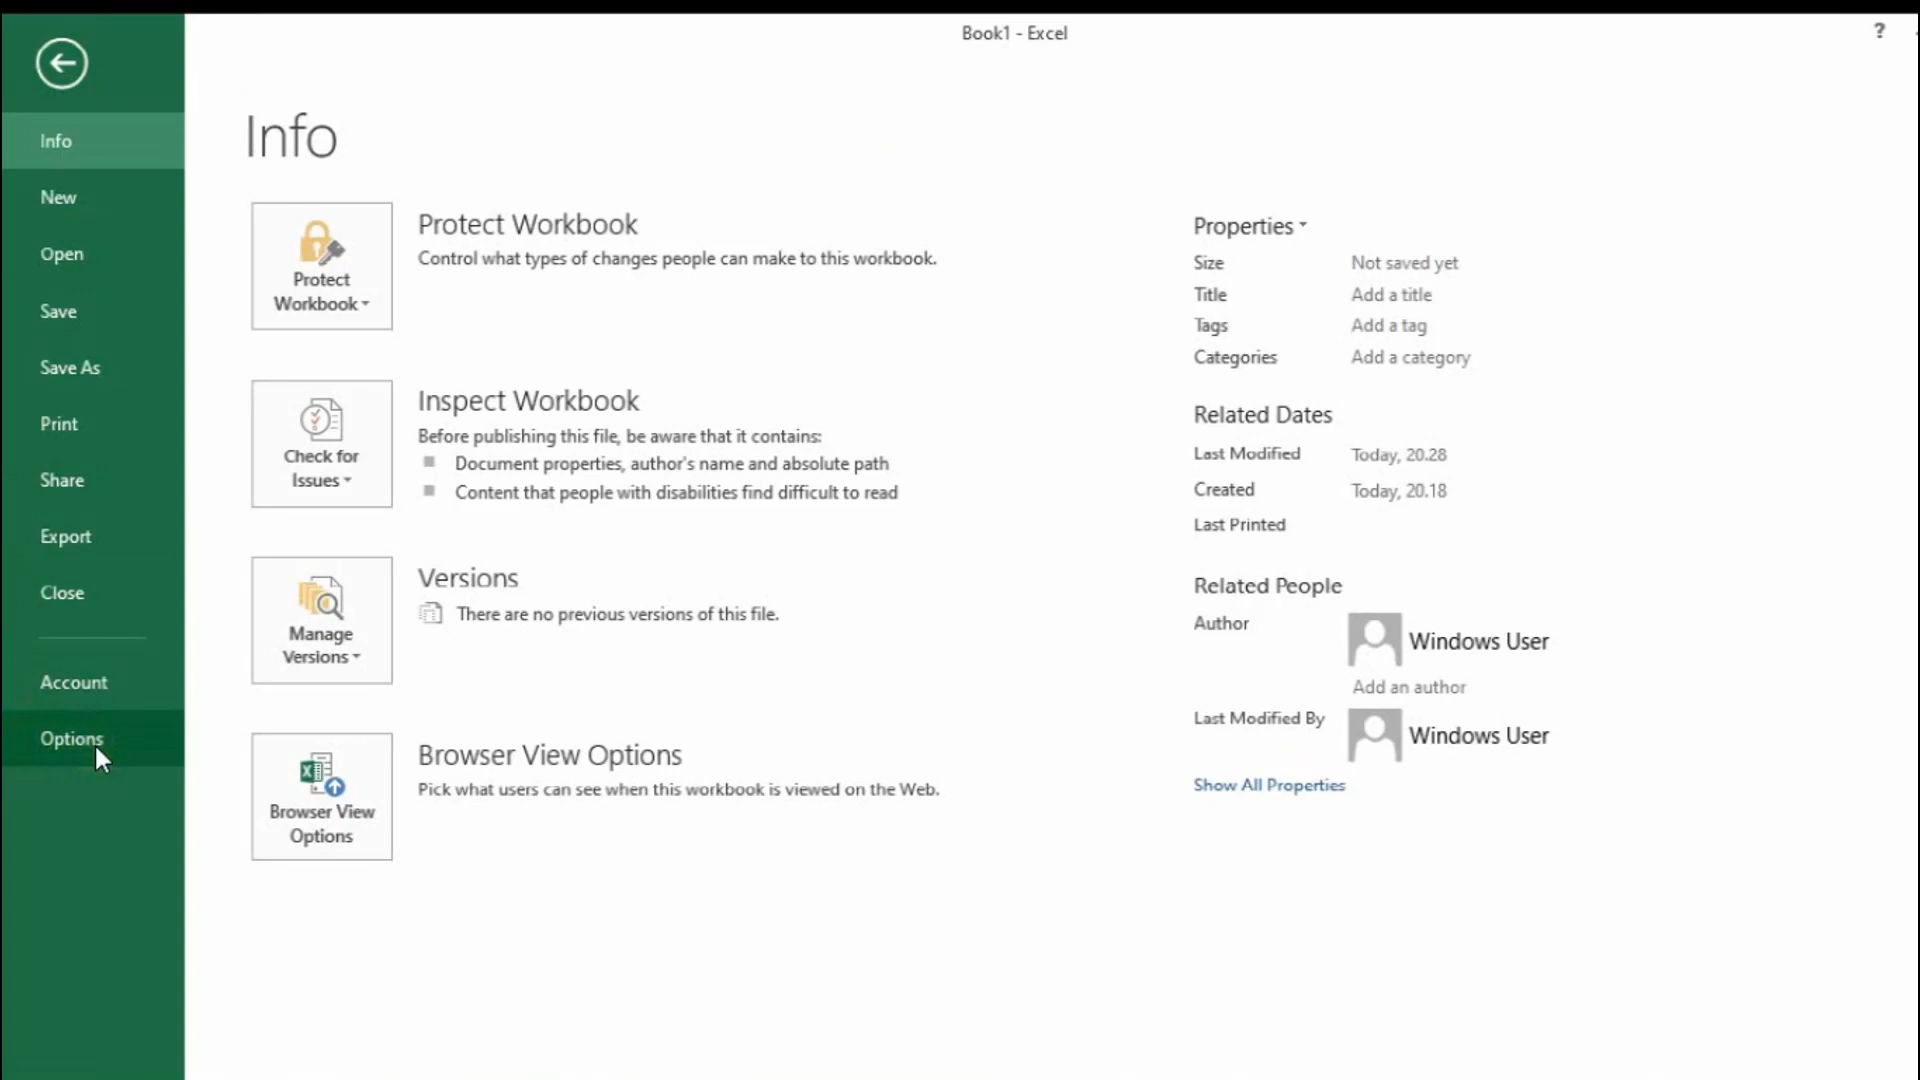 Book1 - Excel
?
Info
New
Open
Save
Save As
Print
Share
Export
Close
Account
Options
Info
Protect
Workbook
Protect Workbook
Control what types of changes people can make to this workbook.
Check for
Issues
Inspect Workbook
Before publishing this file, be aware that it contains:
Document properties, author's name and absolute path
Content that people with disabilities find difficult to read
Manage
Versions
Versions
There are no previous versions of this file.
Browser View
Options
Browser View Options
Pick what users can see when this workbook is viewed on the Web.
Properties
Size Not saved yet
Title Add a title
Tags Add a tag
Categories Add a category
Related Dates
Last Modified Today, 20.28
Created Today, 20.18
Last Printed
Related People
Author Windows User
Add an author
Last Modified By Windows User
Show All Properties